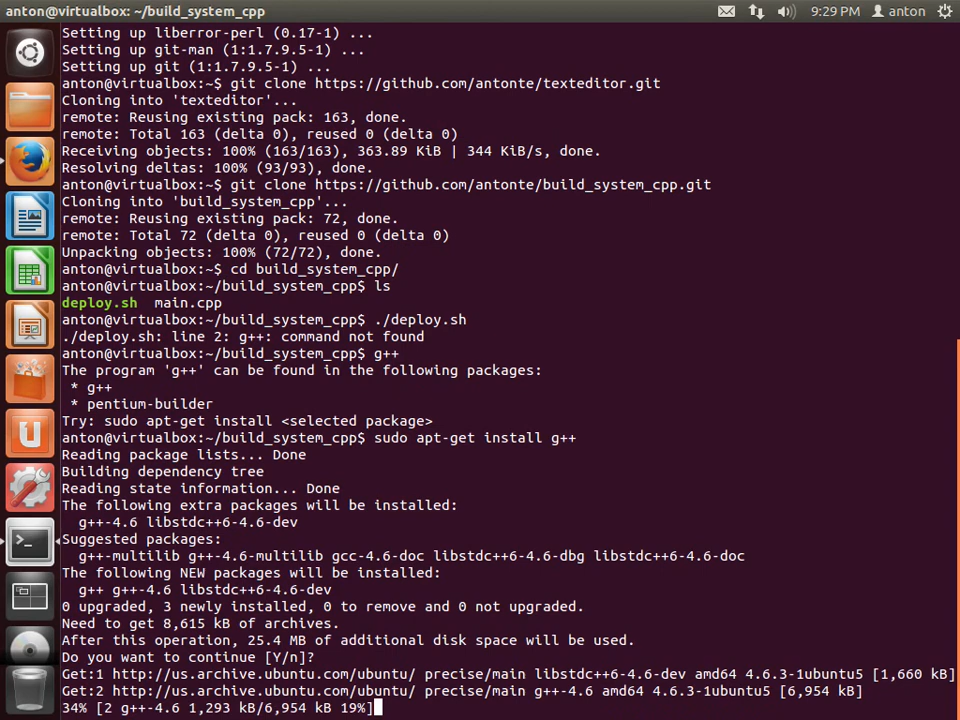 anton@virtualbox: ~/build_system_cpp 9:29 PM anton
Setting up liberror-perl (0.17-1) ...
Setting up git-man (1:1.7.9.5-1) ...
Setting up git (1:1.7.9.5-1) ...
anton@virtualbox:~$ git clone https://github.com/antonte/texteditor.git
Cloning into 'texteditor'...
remote: Reusing existing pack: 163, done.
remote: Total 163 (delta 0), reused 0 (delta 0)
Receiving objects: 100% (163/163), 363.89 KiB | 344 KiB/s, done.
Resolving deltas: 100% (93/93), done.
anton@virtualbox:~$ git clone https://github.com/antonte/build_system_cpp.git
Cloning into 'build_system_cpp'...
remote: Reusing existing pack: 72, done.
remote: Total 72 (delta 0), reused 0 (delta 0)
Unpacking objects: 100% (72/72), done.
anton@virtualbox:~$ cd build_system_cpp/
anton@virtualbox:~/build_system_cpp$ ls
deploy.sh  main.cpp
anton@virtualbox:~/build_system_cpp$ ./deploy.sh
./deploy.sh: line 2: g++: command not found
anton@virtualbox:~/build_system_cpp$ g++
The program 'g++' can be found in the following packages:
 * g++
 * pentium-builder
Try: sudo apt-get install <selected package>
anton@virtualbox:~/build_system_cpp$ sudo apt-get install g++
Reading package lists... Done
Building dependency tree
Reading state information... Done
The following extra packages will be installed:
  g++-4.6 libstdc++6-4.6-dev
Suggested packages:
  g++-multilib g++-4.6-multilib gcc-4.6-doc libstdc++6-4.6-dbg libstdc++6-4.6-doc
The following NEW packages will be installed:
  g++ g++-4.6 libstdc++6-4.6-dev
0 upgraded, 3 newly installed, 0 to remove and 0 not upgraded.
Need to get 8,615 kB of archives.
After this operation, 25.4 MB of additional disk space will be used.
Do you want to continue [Y/n]?
Get:1 http://us.archive.ubuntu.com/ubuntu/ precise/main libstdc++6-4.6-dev amd64 4.6.3-1ubuntu5 [1,660 kB]
Get:2 http://us.archive.ubuntu.com/ubuntu/ precise/main g++-4.6 amd64 4.6.3-1ubuntu5 [6,954 kB]
34% [2 g++-4.6 1,293 kB/6,954 kB 19%]